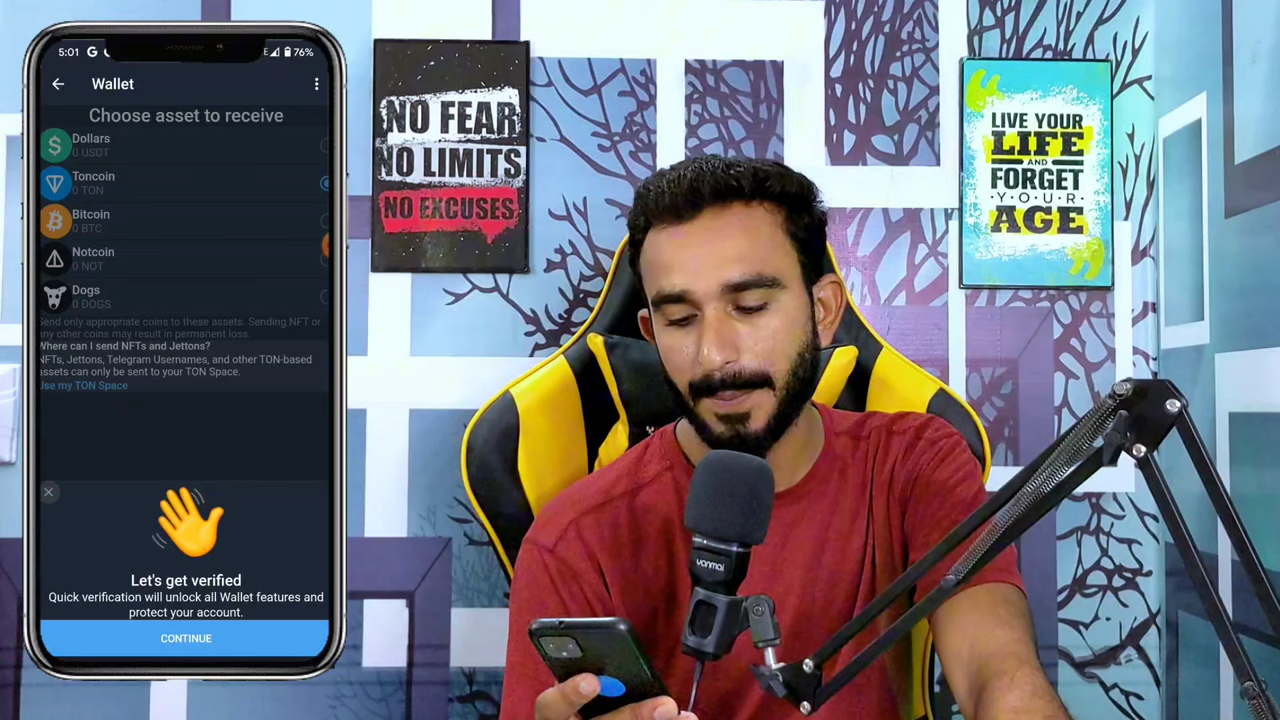 5:01
76%
Wallet
Choose asset to receive
Dollars
0 USDT
Toncoin
0 TON
Bitcoin
0 BTC
Notcoin
0 NOT
Dogs
0 DOGS
Send only appropriate coins to these assets. Sending NFT or
any other coins may result in permanent loss.
Where can I send NFTs and Jettons?
NFTs, Jettons, Telegram Usernames, and other TON-based
assets can only be sent to your TON Space.
Use my TON Space
Let's get verified
Quick verification will unlock all Wallet features and
protect your account.
CONTINUE
NO FEAR
NO LIMITS
NO EXCUSES
LIVE YOUR
LIFE
AND
FORGET
·Y·O·U·R·
AGE
vanmai